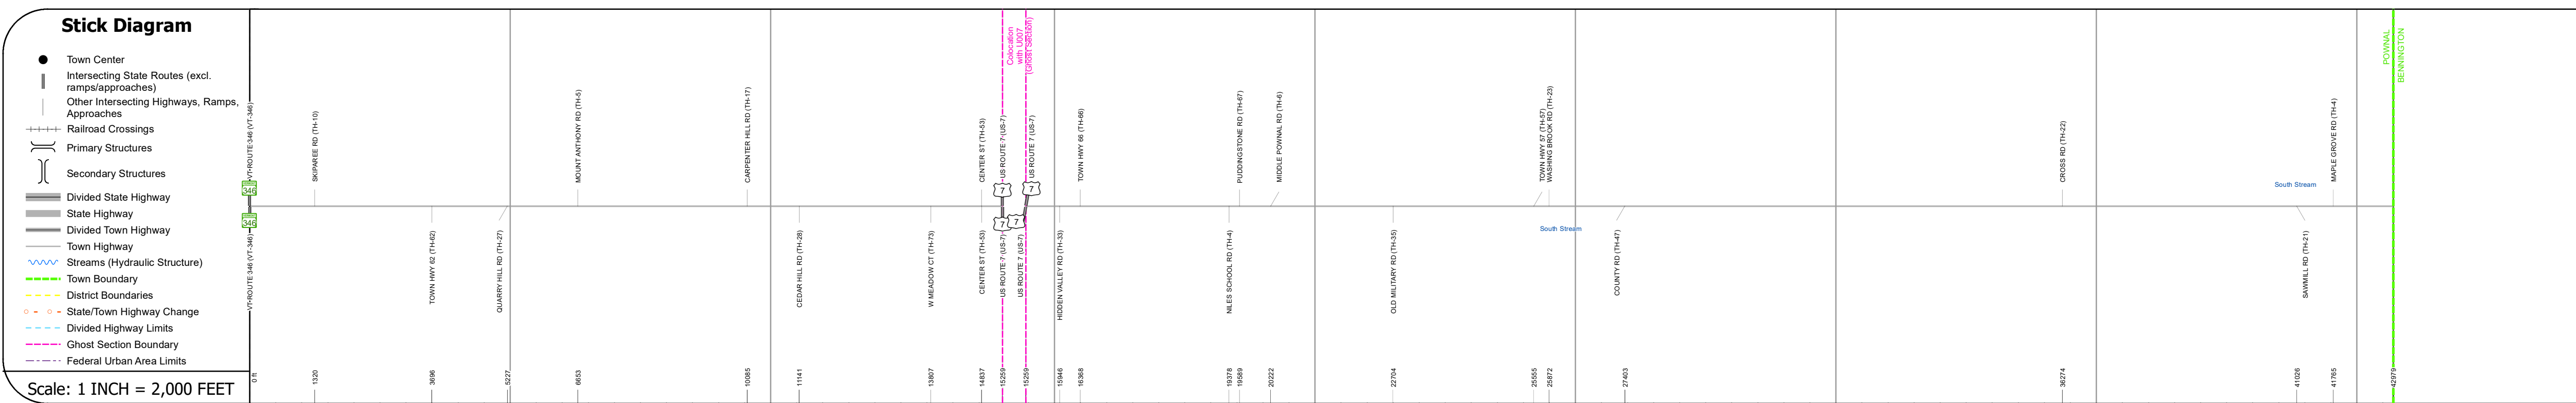 Stick Diagram
Town Center
Intersecting State Routes (excl.
ramps/approaches)
Other Intersecting Highways, Ramps,
Approaches
Railroad Crossings
Primary Structures
Secondary Structures
Divided State Highway
State Highway
Divided Town Highway
Town Highway
Streams (Hydraulic Structure)
Town Boundary
District Boundaries
State/Town Highway Change
Divided Highway Limits
Ghost Section Boundary
Federal Urban Area Limits
Scale: 1 INCH = 2,000 FEET
Colocation
with U007
(Ghost Section)
POWNAL
BENNINGTON
VT-ROUTE-346 (VT-346)
SKIPAREE RD (TH-10)
MOUNT ANTHONY RD (TH-5)
CARPENTER HILL RD (TH-17)
CENTER ST (TH-53)
US ROUTE 7 (US-7)
US ROUTE 7 (US-7)
TOWN HWY 66 (TH-66)
PUDDINGSTONE RD (TH-67)
MIDDLE POWNAL RD (TH-6)
TOWN HWY 57 (TH-57)
WASHING BROOK RD (TH-23)
CROSS RD (TH-22)
MAPLE GROVE RD (TH-4)
346
7
7
South Stream
346
7
7
South Stream
VT-ROUTE 346 (VT-346)
TOWN HWY 62 (TH-62)
QUARRY HILL RD (TH-27)
CEDAR HILL RD (TH-28)
W MEADOW CT (TH-73)
CENTER ST (TH-53)
US ROUTE 7 (US-7)
US ROUTE 7 (US-7)
HIDDEN VALLEY RD (TH-33)
NILES SCHOOL RD (TH-4)
OLD MILITARY RD (TH-35)
COUNTY RD (TH-47)
SAWMILL RD (TH-21)
0 ft
1320
3696
5227
6653
10085
11141
13807
14837
15259
15259
15946
16368
19378
19589
20222
22704
25555
25872
27403
36274
41026
41765
42979